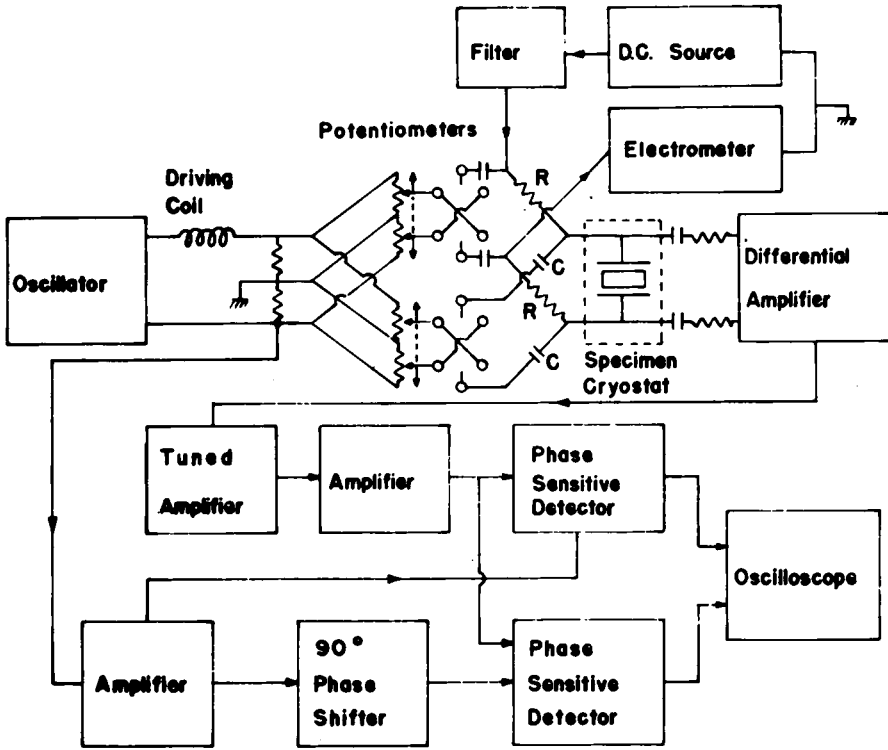 Filter
D.C. Source
Potentiometers
Electrometer
R
Driving
Coil
Oscillator
C
R
C
Differential
Amplifier
Specimen
Cryostat
Tuned
Amplifier
Amplifier
Phase
Sensitive
Detector
Oscilloscope
Amplifier
90°
Phase
Shifter
Phase
Sensitive
Detector